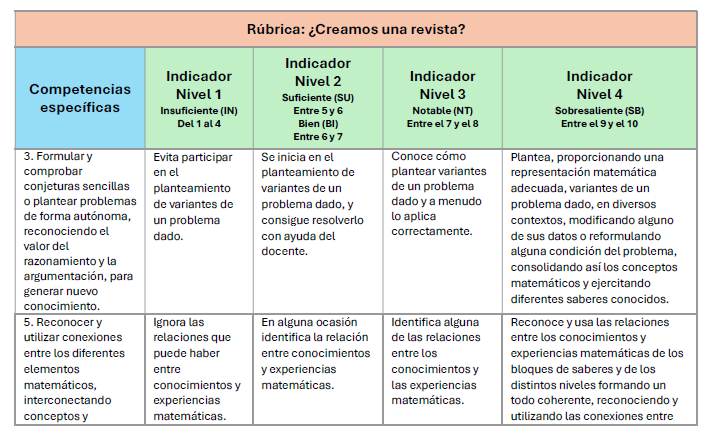 Rúbrica: ¿Creamos una revista?
Competencias
específicas
Indicador
Nivel 1
Insuficiente (IN)
Del 1 al 4
Indicador
Nivel 2
Suficiente (SU)
Entre 5 y 6
Bien (BI)
Entre 6 y 7
Indicador
Nivel 3
Notable (NT)
Entre el 7 y el 8
Indicador
Nivel 4
Sobresaliente (SB)
Entre el 9 y el 10
3. Formular y
comprobar
conjeturas sencillas
o plantear problemas
de forma autónoma,
reconociendo el
valor del
razonamiento y la
argumentación, para
generar nuevo
conocimiento.
Evita participar
en el
planteamiento
de variantes de
un problema
dado.
Se inicia en el
planteamiento de
variantes de un
problema dado, y
consigue resolverlo
con ayuda del
docente.
Conoce cómo
plantear variantes
de un problema
dado y a menudo
lo aplica
correctamente.
Plantea, proporcionando una
representación matemática
adecuada, variantes de un
problema dado, en diversos
contextos, modificando alguno
de sus datos o reformulando
alguna condición del problema,
consolidando así los conceptos
matemáticos y ejercitando
diferentes saberes conocidos.
5. Reconocer y
utilizar conexiones
entre los diferentes
elementos
matemáticos,
interconectando
conceptos y
Ignora las
relaciones que
puede haber
entre
conocimientos y
experiencias
matemáticas.
En alguna ocasión
identifica la relación
entre conocimientos
y experiencias
matemáticas.
Identifica alguna
de las relaciones
entre los
conocimientos y
las experiencias
matemáticas.
Reconoce y usa las relaciones
entre los conocimientos y
experiencias matemáticas de los
bloques de saberes y de los
distintos niveles formando un
todo coherente, reconociendo y
utilizando las conexiones entre